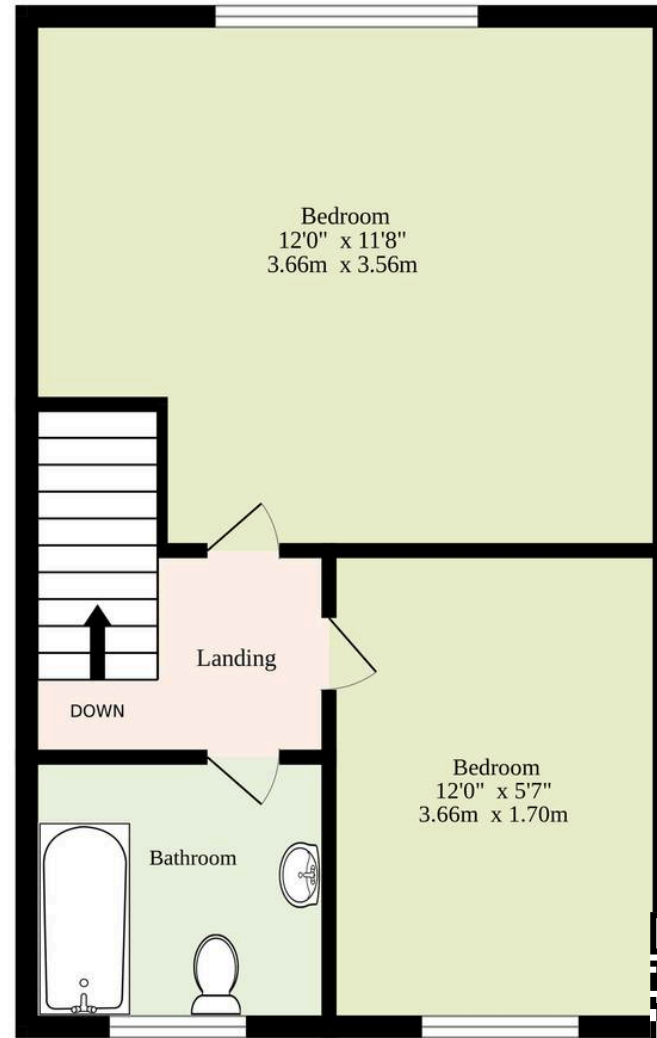 Bedroom
12'0" x 11'8"
3.66m x 3.56m
Landing
DOWN
Bedroom
12'0" x 5'7"
3.66m x 1.70m
Bathroom